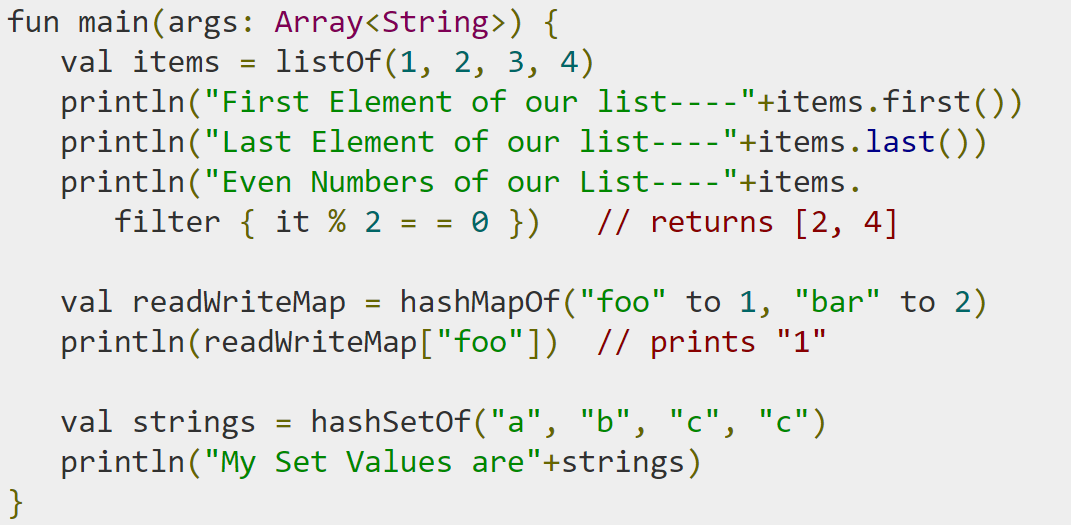 fun main(args: Array<String>) {
   val items = listOf(1, 2, 3, 4)
   println("First Element of our list----"+items.first())
   println("Last Element of our list----"+items.last())
   println("Even Numbers of our List----"+items.
      filter { it % 2 = = 0 })   // returns [2, 4]

   val readWriteMap = hashMapOf("foo" to 1, "bar" to 2)
   println(readWriteMap["foo"])  // prints "1"

   val strings = hashSetOf("a", "b", "c", "c")
   println("My Set Values are"+strings)
}